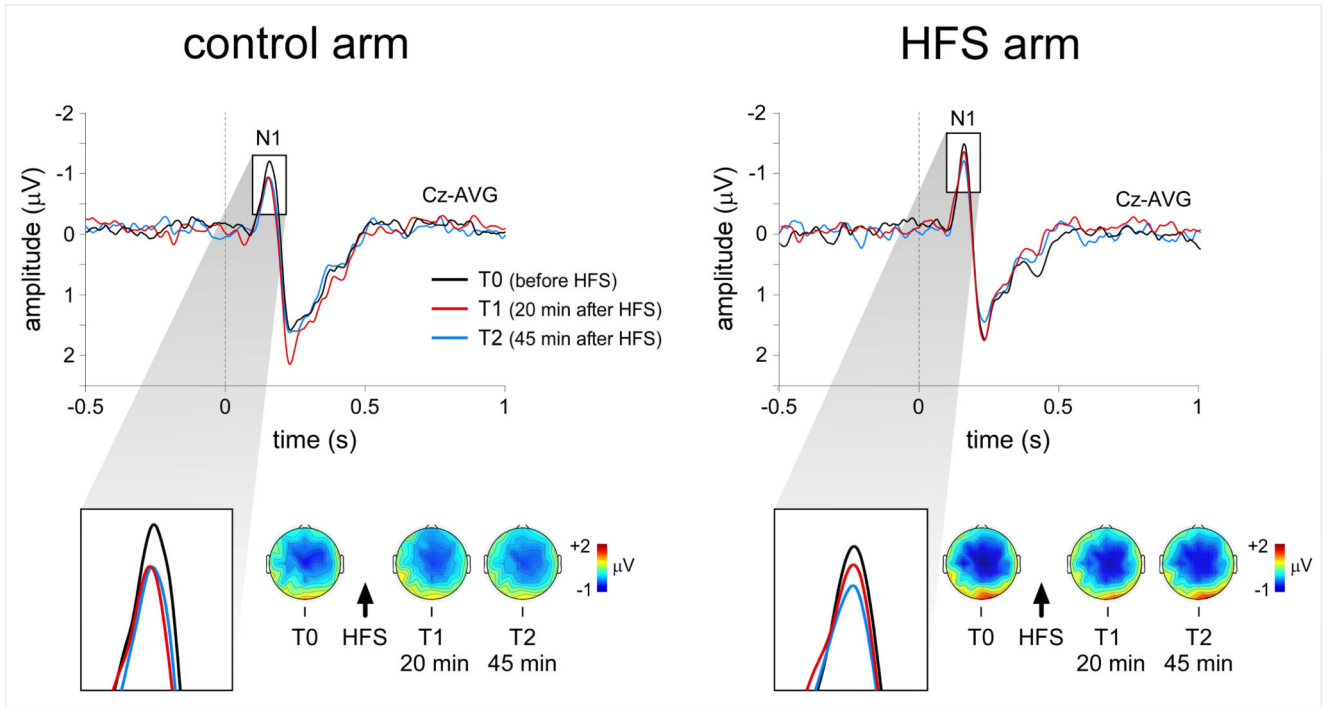 control arm
HFS arm
-2
-1
0
1
2
amplitude (μV)
N1
Cz-AVG
T0 (before HFS)
T1 (20 min after HFS)
T2 (45 min after HFS)
-0.5
0
0.5
1
time (s)
-2
-1
0
1
2
amplitude (μV)
N1
Cz-AVG
-0.5
0
0.5
1
time (s)
+2
μV
-1
T0
HFS
T1
T2
20 min
45 min
+2
μV
-1
T0
HFS
T1
T2
20 min
45 min